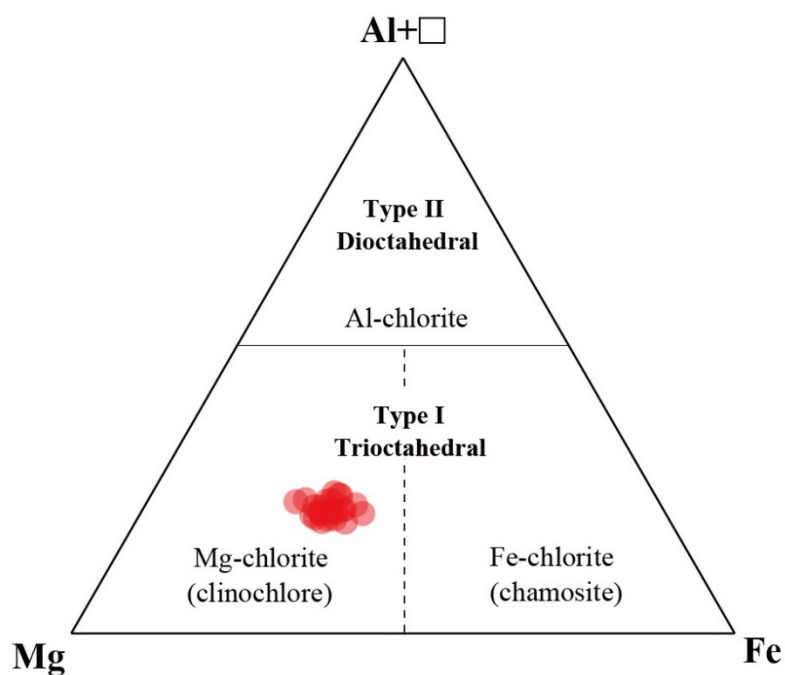 Al+□
Type II
Dioctahedral
Al-chlorite
Type I
Trioctahedral
Mg-chlorite
(clinochlore)
Fe-chlorite
(chamosite)
Mg
Fe